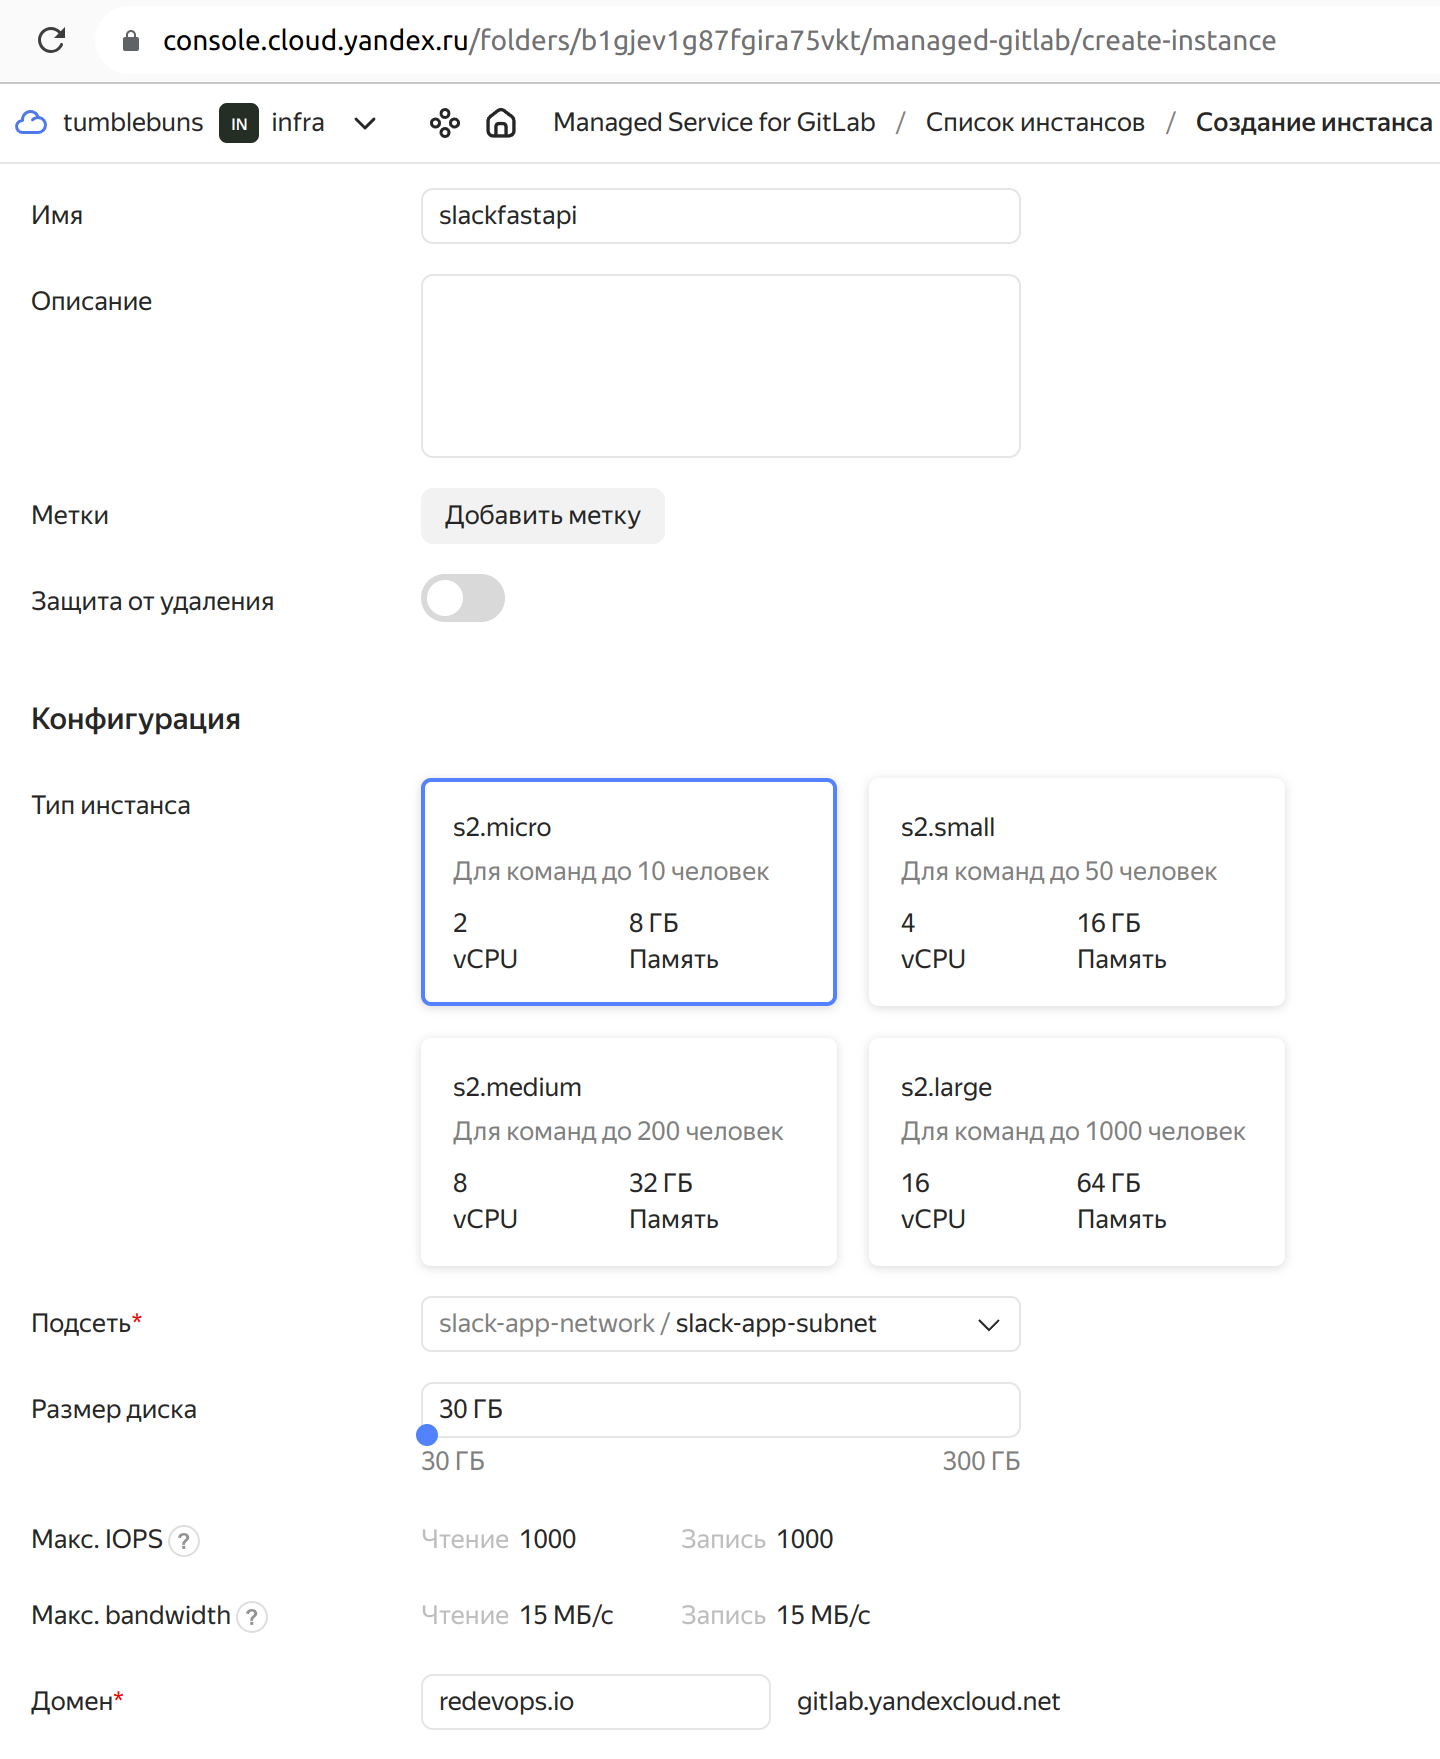 console.cloud.yandex.ru/folders/b1gjev1g87fgira75vkt/managed-gitlab/create-instance
tumblebuns IN infra Managed Service for GitLab / Список инстансов / Создание инстанса
Имя slackfastapi
Описание
Метки Добавить метку
Защита от удаления
Конфигурация
Тип инстанса
s2.micro
Для команд до 10 человек
2 8 ГБ
vCPU Память
s2.small
Для команд до 50 человек
4 16 ГБ
vCPU Память
s2.medium
Для команд до 200 человек
8 32 ГБ
vCPU Память
s2.large
Для команд до 1000 человек
16 64 ГБ
vCPU Память
Подсеть* slack-app-network / slack-app-subnet
Размер диска 30 ГБ
30 ГБ 300 ГБ
Макс. IOPS ? Чтение 1000 Запись 1000
Макс. bandwidth ? Чтение 15 МБ/с Запись 15 МБ/с
Домен* redevops.io gitlab.yandexcloud.net